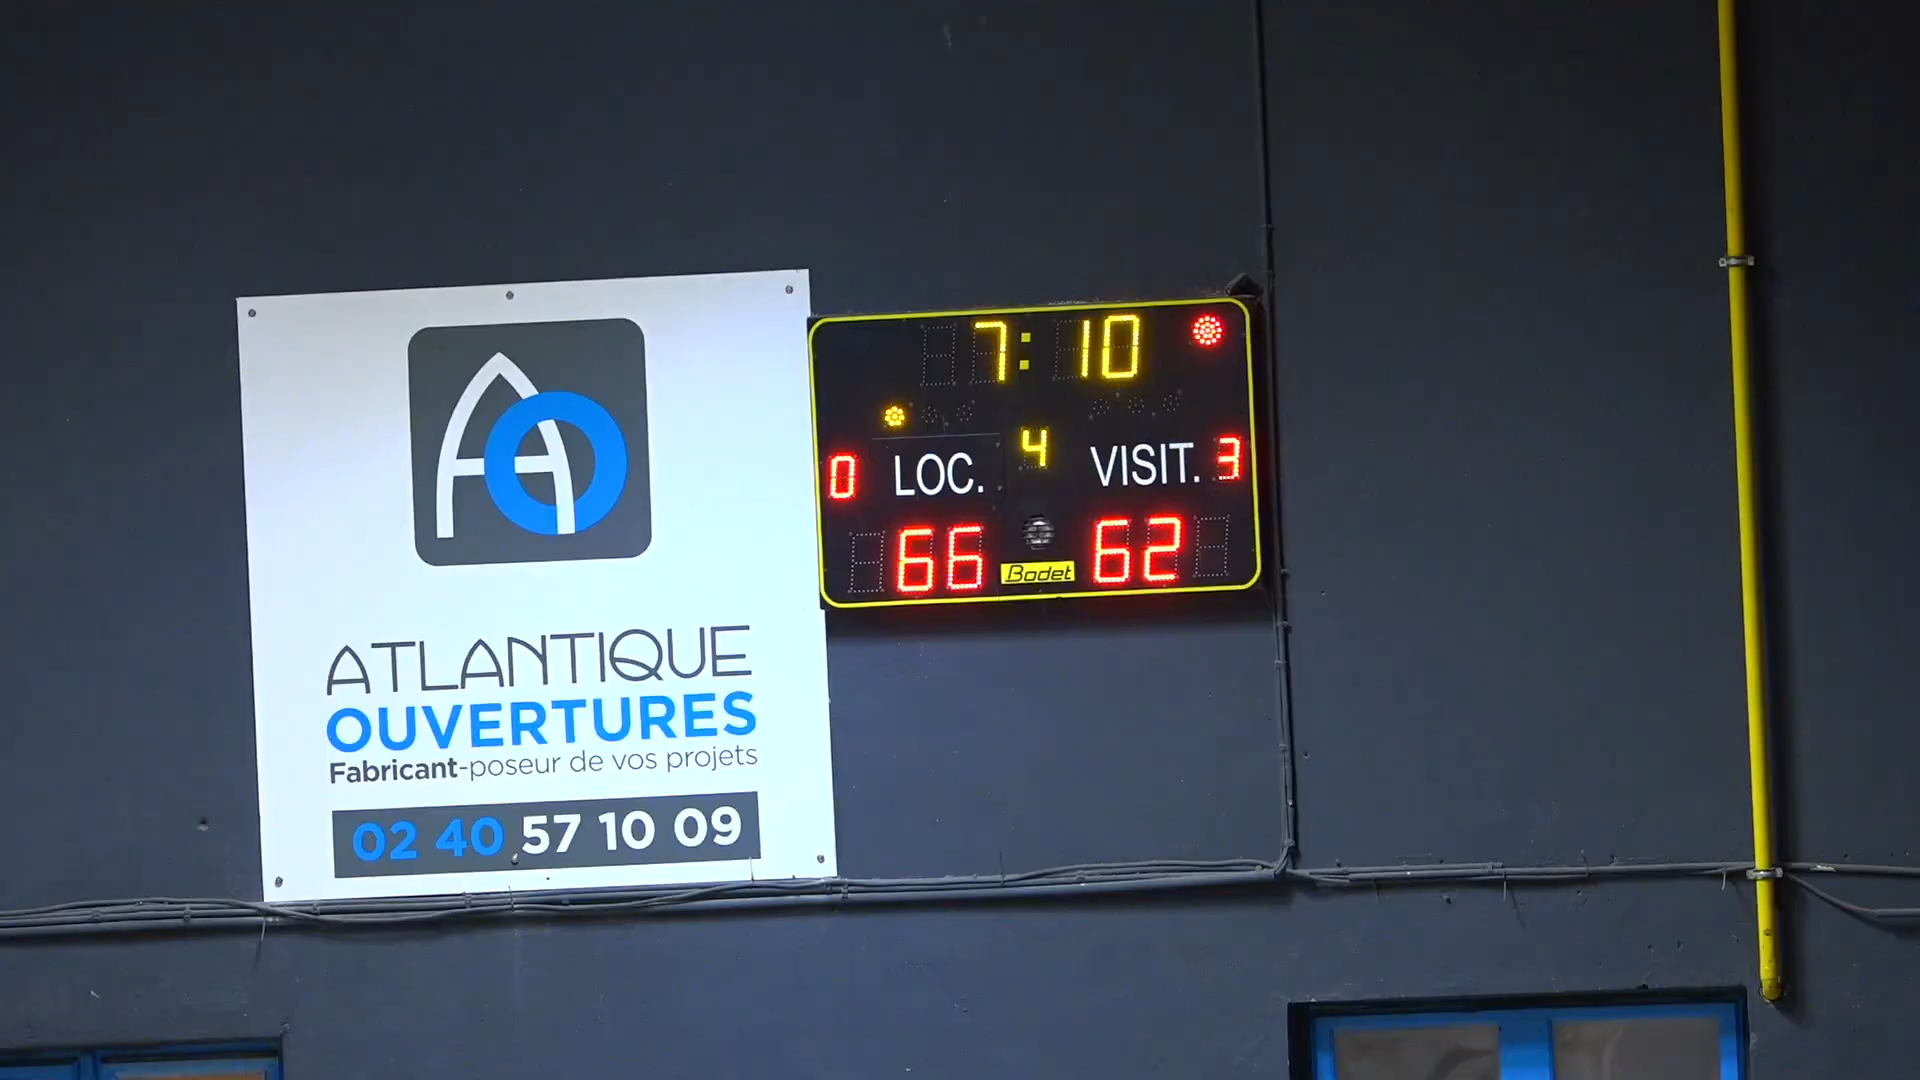 ATLANTIQUE
OUVERTURES
Fabricant-poseur de vos projets
02 40 57 10 09
7:10
4
0 LOC. VISIT. 3
66 62
Bodet